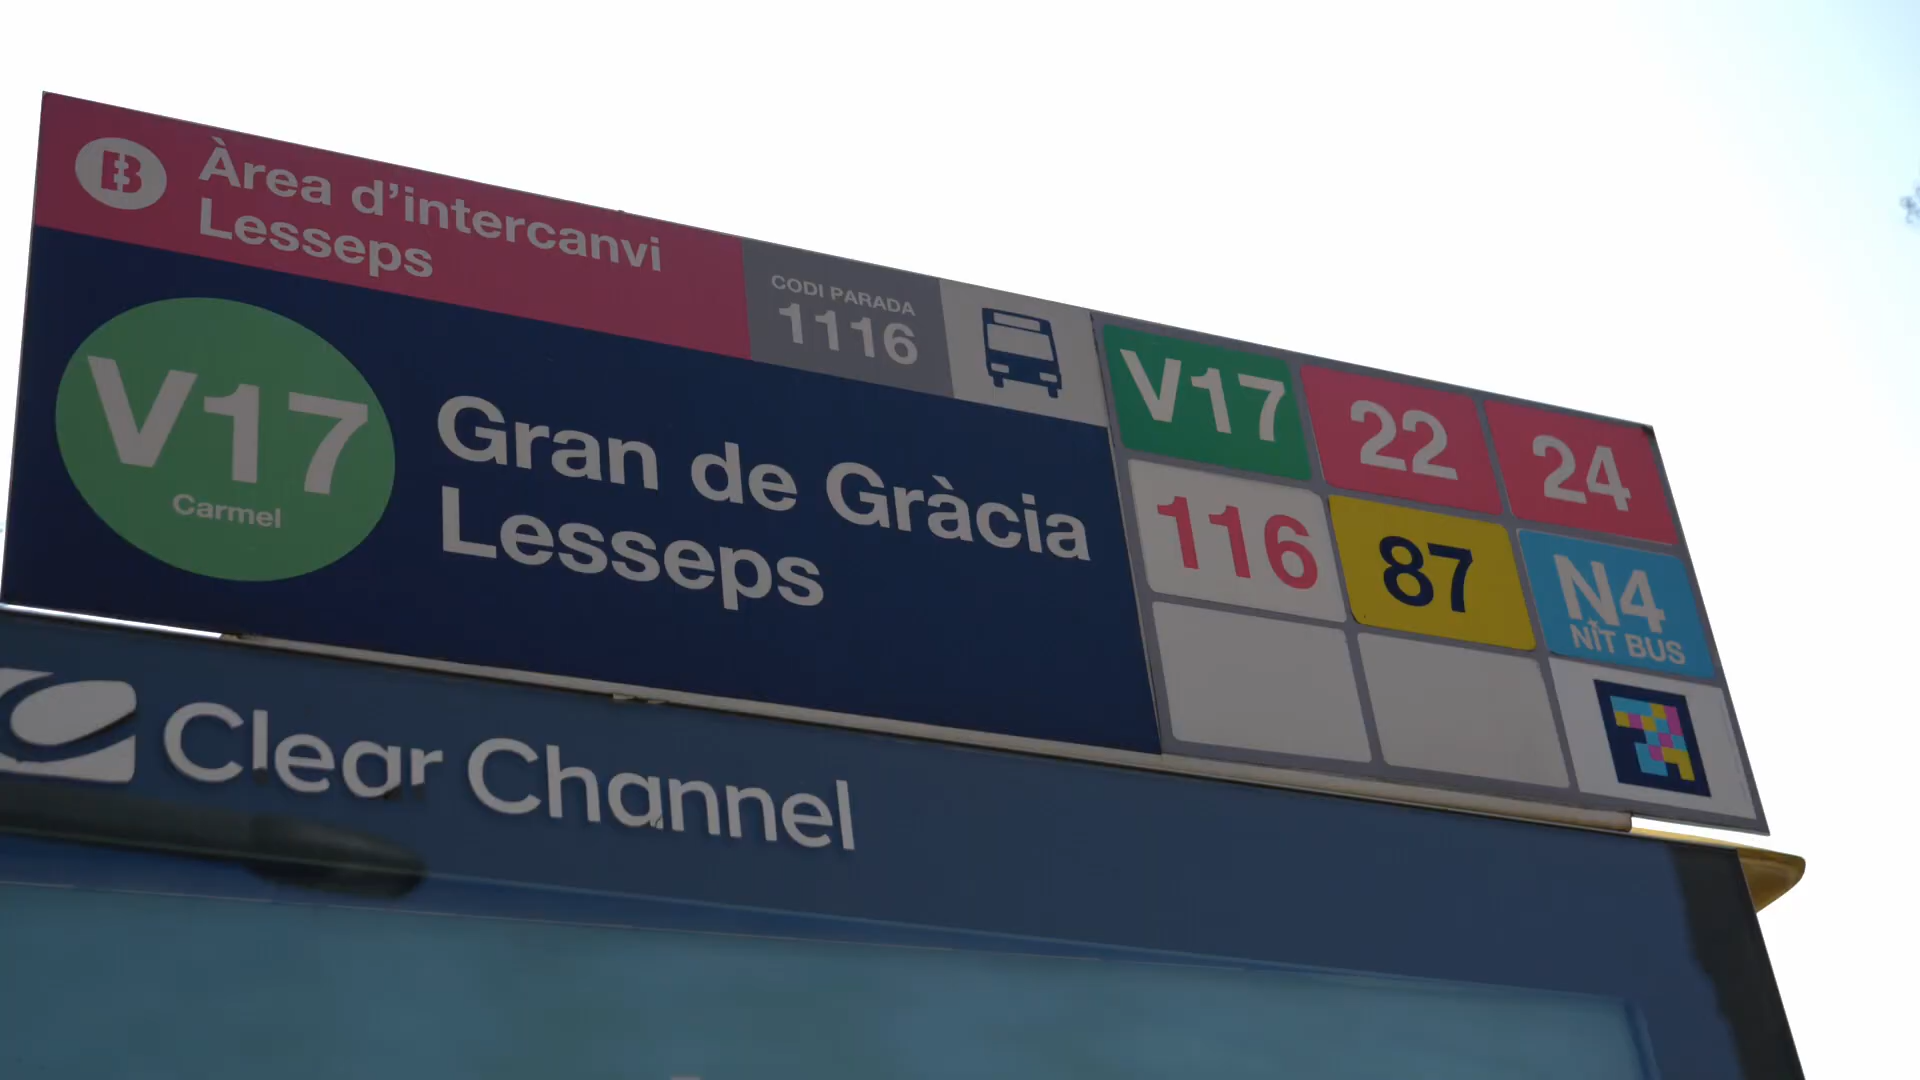 B
Àrea d'intercanvi
Lesseps
CODI PARADA
1116
V17
Carmel
Gran de Gràcia
Lesseps
V17 22 24
116 87 N4
NIT BUS
Clear Channel